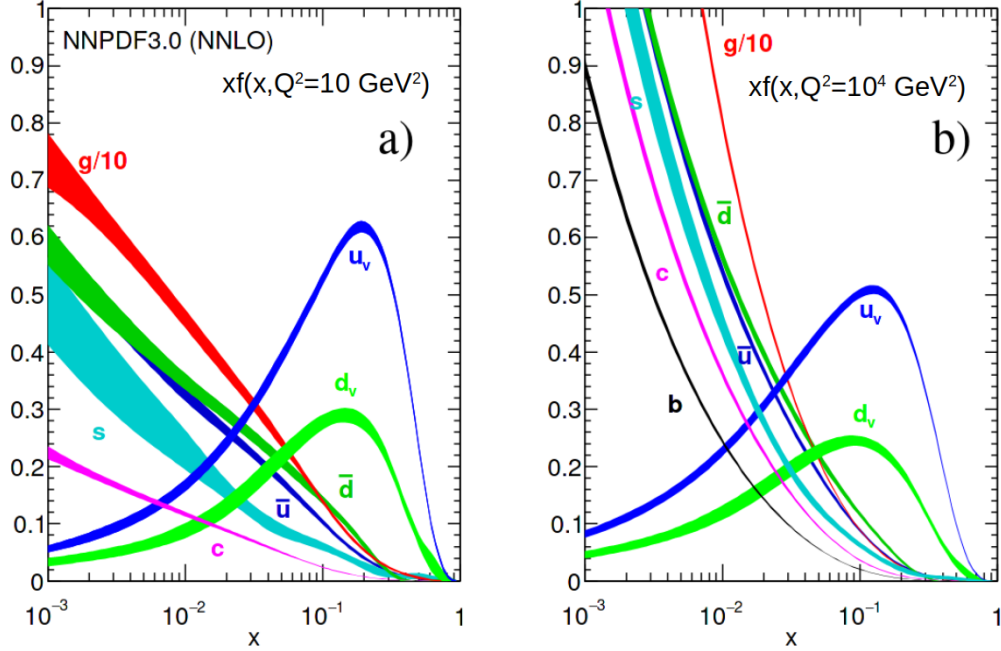 NNPDF3.0 (NNLO)
xf(x,Q²=10 GeV²)
a)
g/10
u_v
d_v
s
d̅
u̅
c
1
0.9
0.8
0.7
0.6
0.5
0.4
0.3
0.2
0.1
0
10⁻³
10⁻²
10⁻¹
1
x
g/10
xf(x,Q²=10⁴ GeV²)
s
b)
d̅
c
u_v
u̅
b
d_v
1
0.9
0.8
0.7
0.6
0.5
0.4
0.3
0.2
0.1
0
10⁻³
10⁻²
10⁻¹
1
x